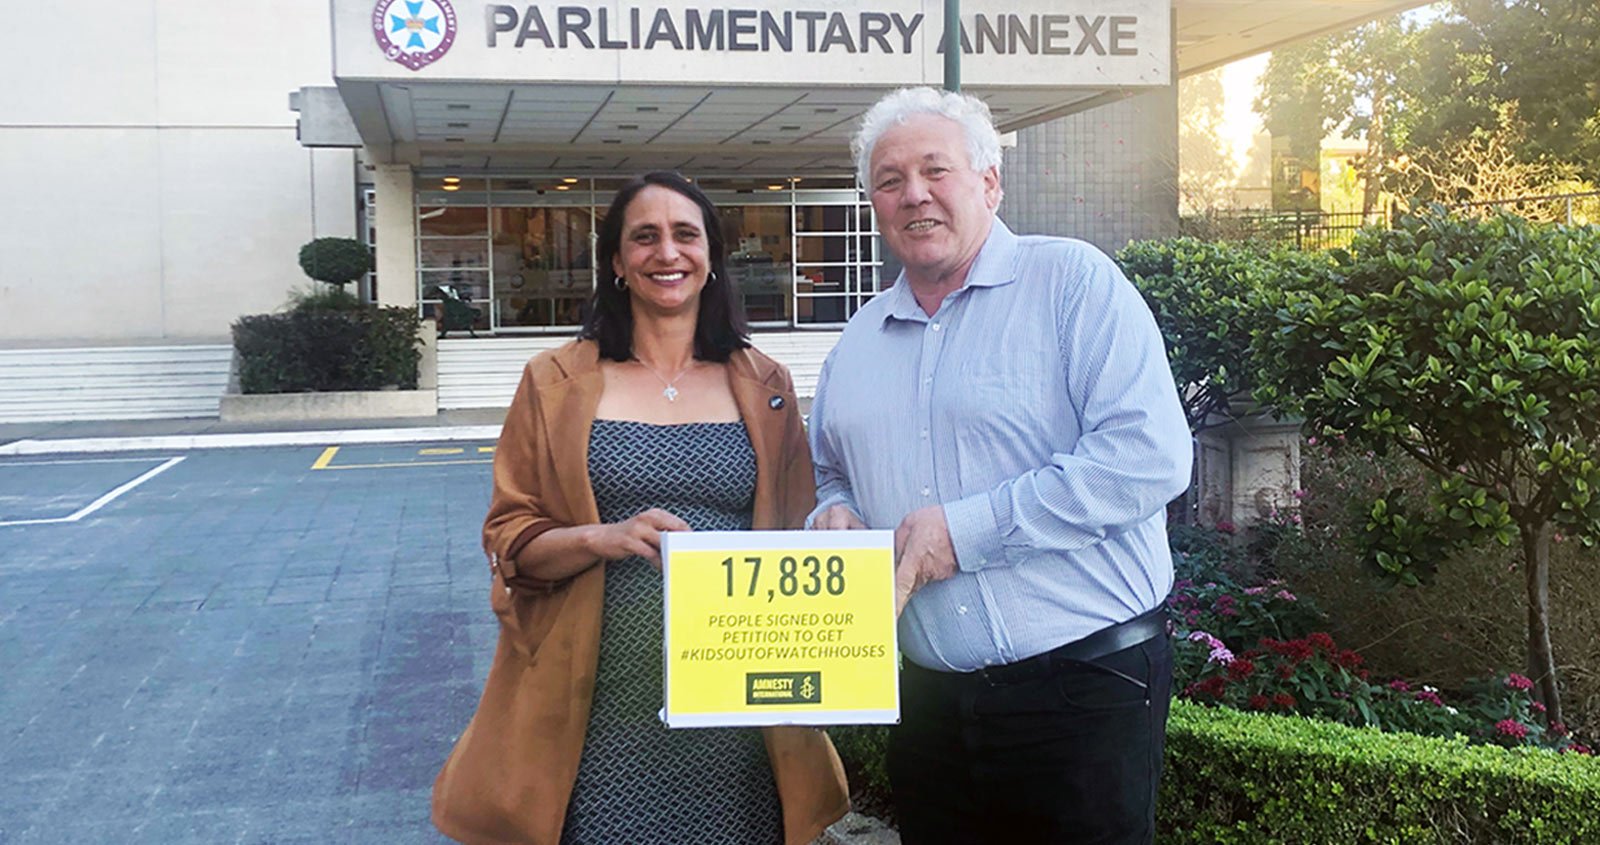 PARLIAMENTARY ANNEXE
17,838
PEOPLE SIGNED OUR
PETITION TO GET
#KIDSOUTOFWATCHHOUSES
AMNESTY
INTERNATIONAL